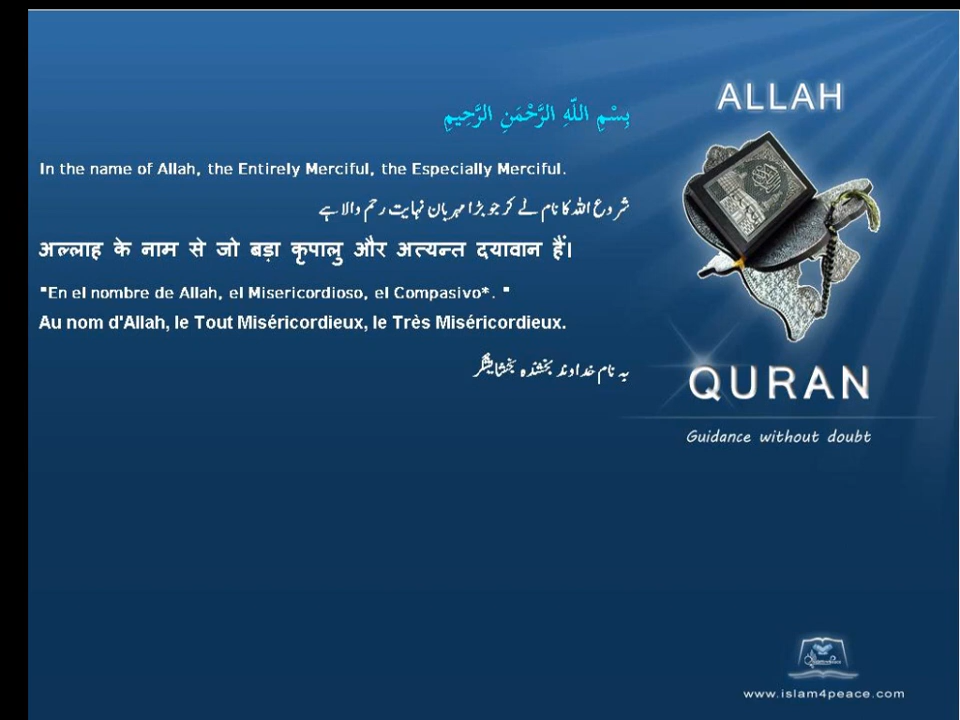 بِسْمِ اللَّهِ الرَّحْمَنِ الرَّحِيمِ
In the name of Allah, the Entirely Merciful, the Especially Merciful.
شروع اللہ کا نام لے کر جو بڑا مہربان نہایت رحم والا ہے
अल्लाह के नाम से जो बड़ा कृपालु और अत्यन्त दयावान हैं।
"En el nombre de Allah, el Misericordioso, el Compasivo*. "
Au nom d'Allah, le Tout Miséricordieux, le Très Miséricordieux.
به نام خداوند بخشنده بخشایشگر
ALLAH
QURAN
Guidance without doubt
www.islam4peace.com